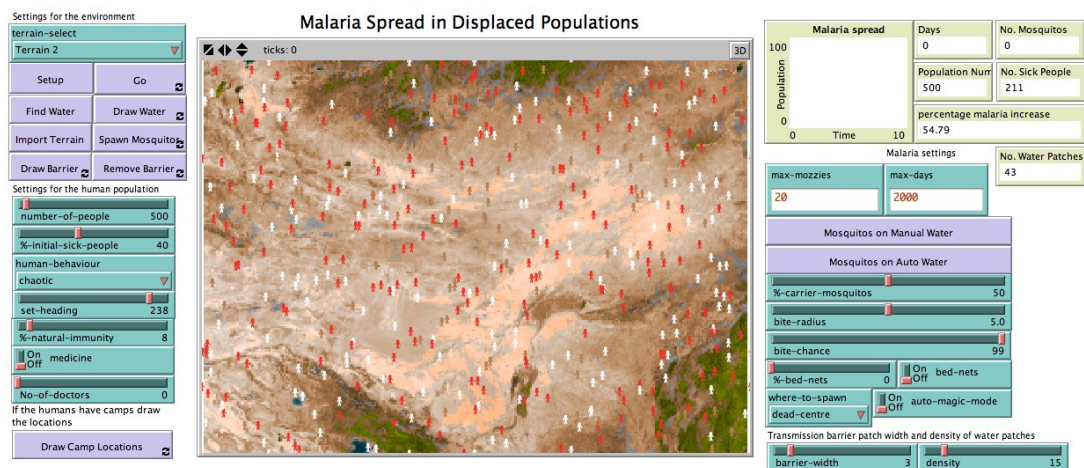 Malaria Spread in Displaced Populations
Settings for the environment
terrain-select
Terrain 2
Setup
Go
Find Water
Draw Water
Import Terrain
Spawn Mosquitos
Draw Barrier
Remove Barrier
Settings for the human population
number-of-people 500
%-initial-sick-people 40
human-behaviour
chaotic
set-heading 238
%-natural-immunity 8
On
Off
medicine
No-of-doctors 0
If the humans have camps draw
the locations
Draw Camp Locations
ticks: 0
3D
Malaria spread
100
Population
0
0 Time 10
Days
0
No. Mosquitos
0
Population Num
500
No. Sick People
211
percentage malaria increase
54.79
No. Water Patches
43
Malaria settings
max-mozzies
20
max-days
2000
Mosquitos on Manual Water
Mosquitos on Auto Water
%-carrier-mosquitos 50
bite-radius 5.0
bite-chance 99
%-bed-nets 0
On
Off
bed-nets
where-to-spawn
dead-centre
On
Off
auto-magic-mode
Transmission barrier patch width and density of water patches
barrier-width 3
density 15